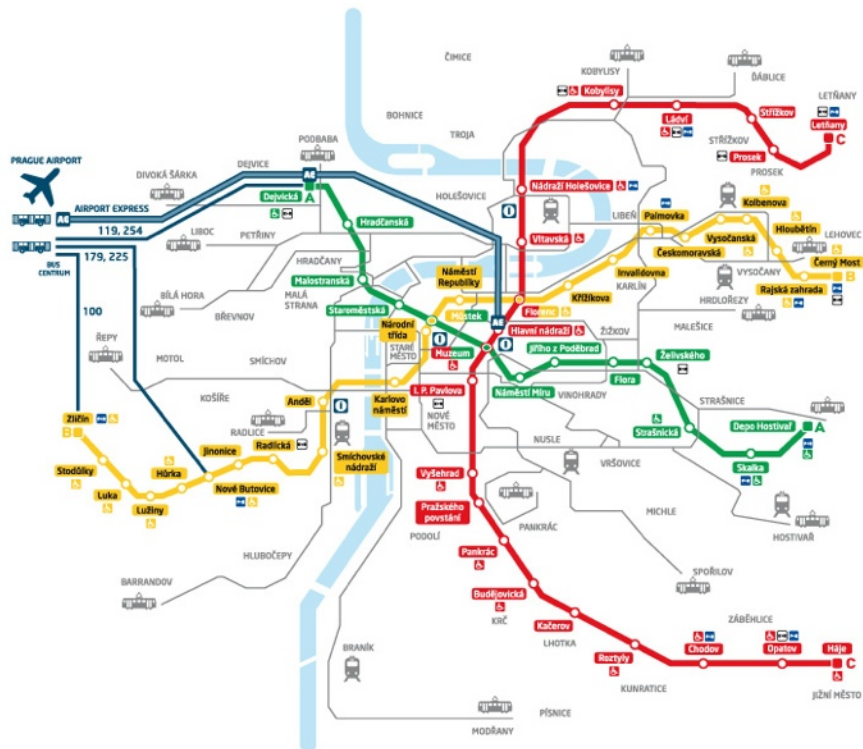 ČIMICE
KOBYLISY
ĎÁBLICE
LETŇANY
Kobylisy
Ládví
Střížkov
Letňany
C
BOHNICE
TROJA
STŘÍŽKOV
Prosek
PROSEK
PODBABA
PRAGUE AIRPORT
DEJVICE
DIVOKÁ ŠÁRKA
AE
AIRPORT EXPRESS
AE
119, 254
Dejvická
A
HOLEŠOVICE
Nádraží Holešovice
LIBEŇ
Palmovka
Kolbenova
Hloubětín
LEHOVEC
Vysočanská
Českomoravská
Černý Most
B
Hradčanská
PETŘINY
LIBOC
Vltavská
BUS
CENTRUM
179, 225
HRADČANY
Malostranská
Náměstí
Republiky
Invalidovna
KARLÍN
VYSOČANY
Rajská zahrada
HRDLOŘEZY
100
BÍLÁ HORA
BŘEVNOV
MALÁ
STRANA
Staroměstská
Můstek
Florenc
Křižíkova
AE
Hlavní nádraží
ŽIŽKOV
MALEŠICE
Národní
třída
STARÉ
MĚSTO
Muzeum
Jiřího z Poděbrad
Želivského
ŘEPY
MOTOL
SMÍCHOV
KOŠÍŘE
Anděl
Karlovo
náměstí
I. P. Pavlova
Náměstí Míru
Flora
VINOHRADY
NOVÉ
MĚSTO
STRAŠNICE
Zličín
B
RADLICE
Radlická
Jinonice
Smíchovské
nádraží
NUSLE
Strašnická
Depo Hostivař
A
Stodůlky
Hůrka
Luka
Lužiny
Nové Butovice
Vyšehrad
VRŠOVICE
Skalka
Pražského
povstání
PANKRÁC
MICHLE
HOSTIVAŘ
PODOLÍ
Pankrác
HLUBOČEPY
BARRANDOV
SPOŘILOV
Budějovická
KRČ
Kačerov
LHOTKA
ZÁBĚHLICE
BRANÍK
Roztyly
Chodov
Opatov
Háje
C
KUNRATICE
JIŽNÍ MĚSTO
PÍSNICE
MODŘANY